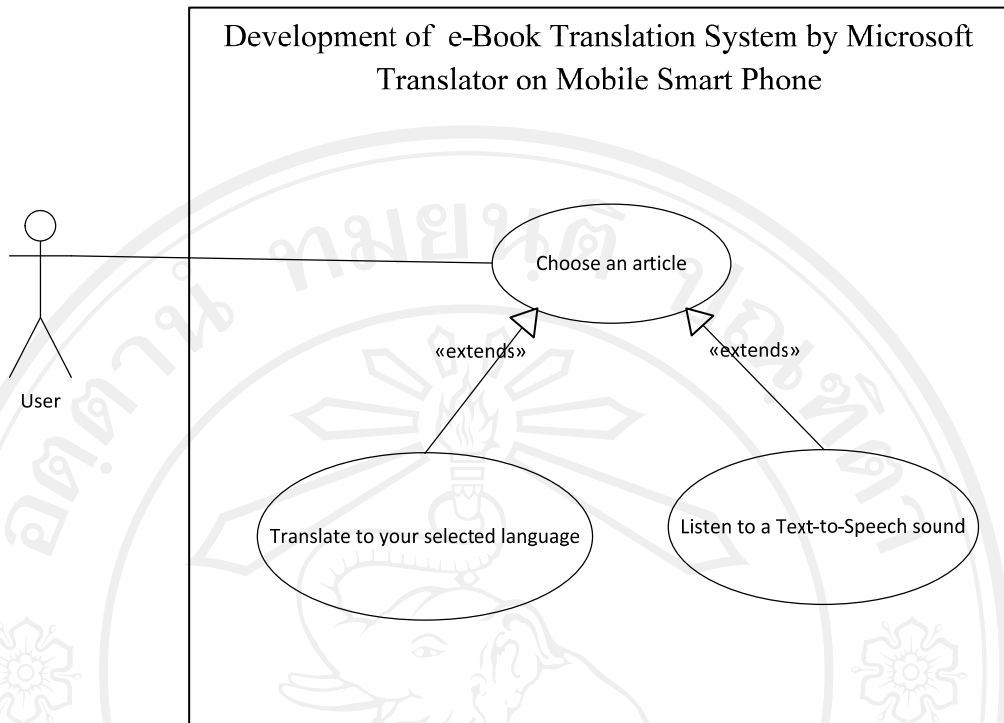 Development of e-Book Translation System by Microsoft
Translator on Mobile Smart Phone
Choose an article
«extends»
«extends»
User
Translate to your selected language
Listen to a Text-to-Speech sound